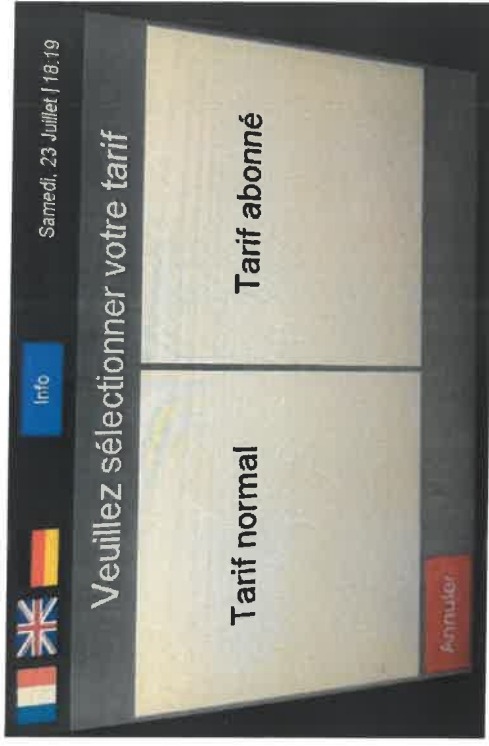 Info
Samedi, 23 Juillet | 18:19
Veuillez sélectionner votre tarif
Tarif normal
Tarif abonné
Annuler